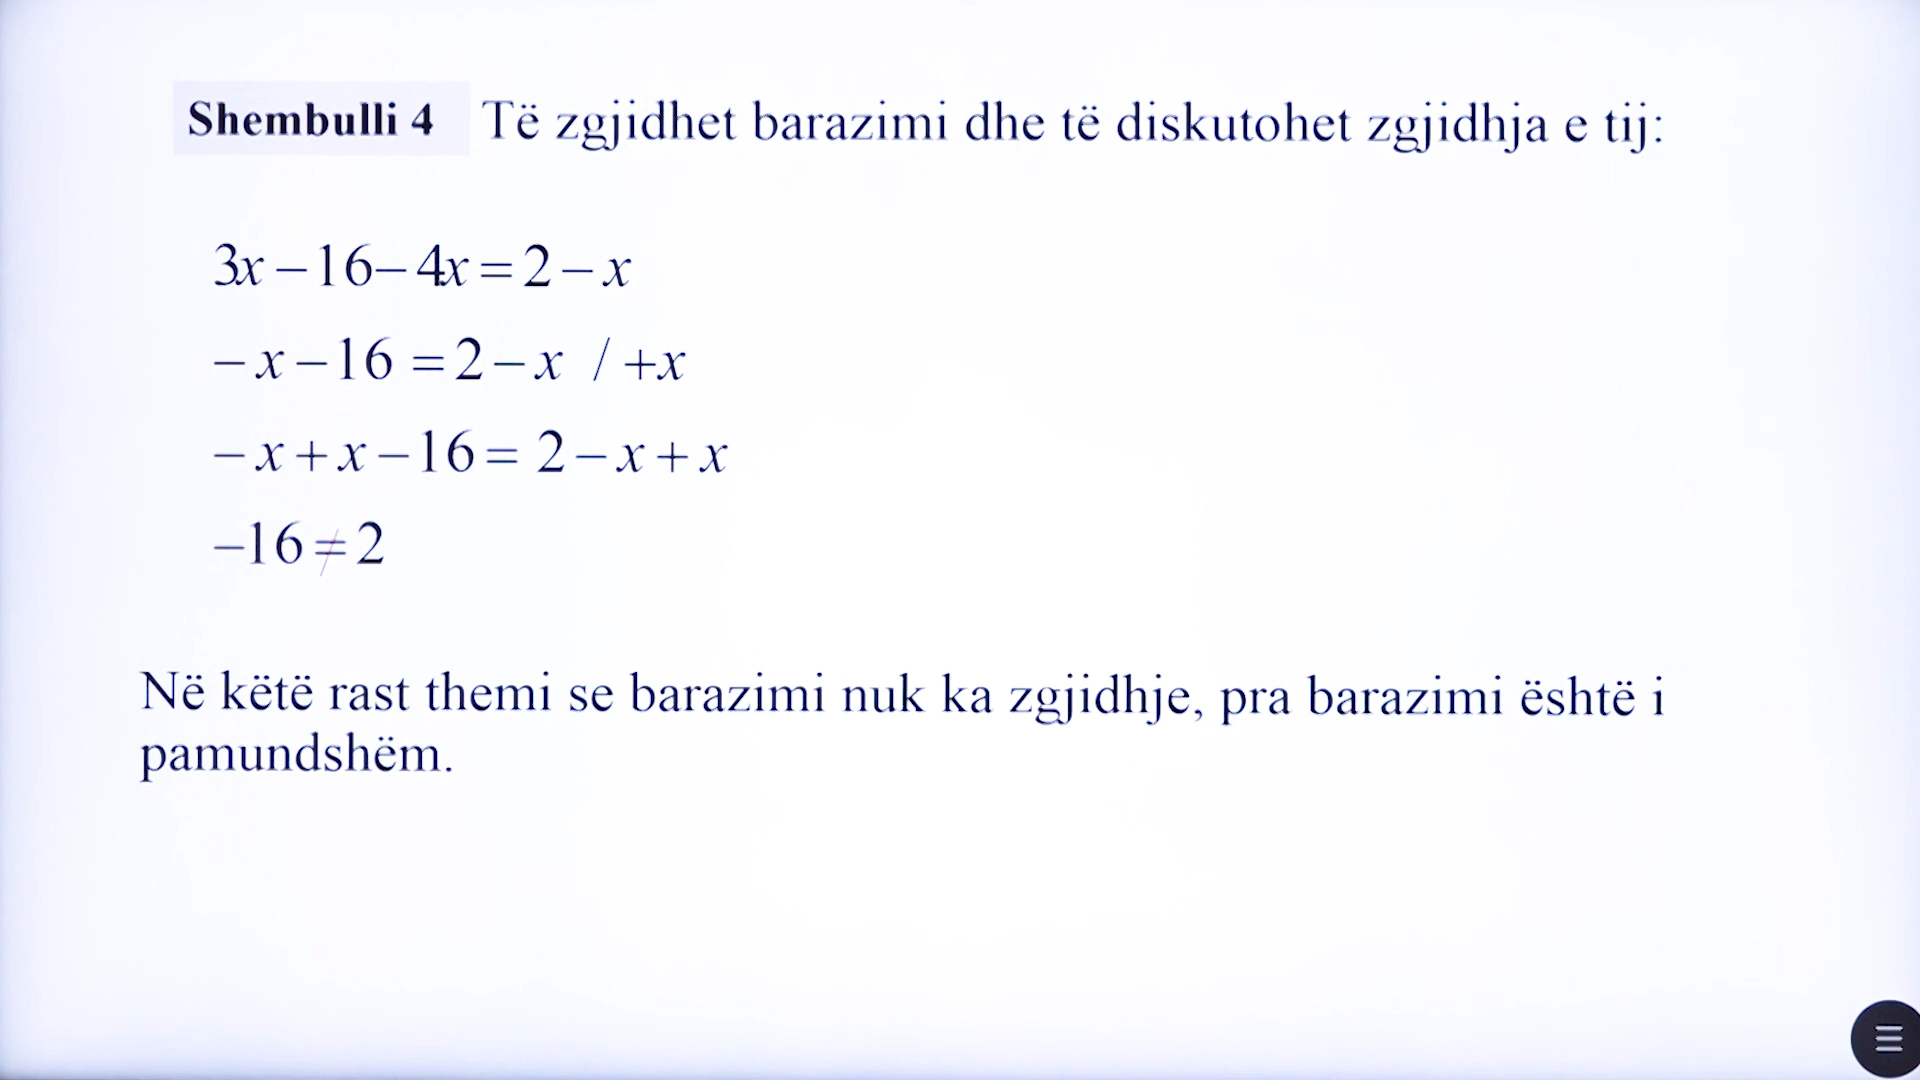 Shembulli 4 Të zgjidhet barazimi dhe të diskutohet zgjidhja e tij:
3x – 16 – 4x = 2 – x
– x – 16 = 2 – x / +x
– x + x – 16 = 2 – x + x
–16 ≠ 2
Në këtë rast themi se barazimi nuk ka zgjidhje, pra barazimi është i
pamundshëm.